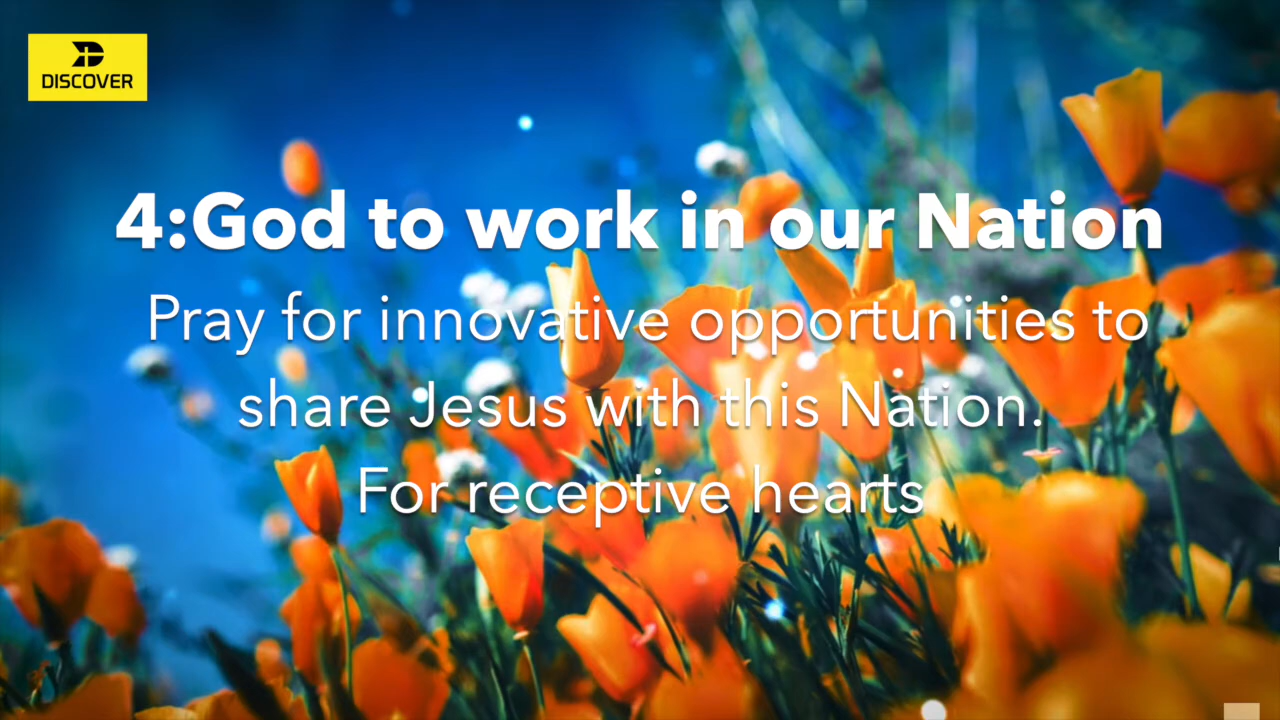 DISCOVER
4:God to work in our Nation
Pray for innovative opportunities to
share Jesus with this Nation.
For receptive hearts